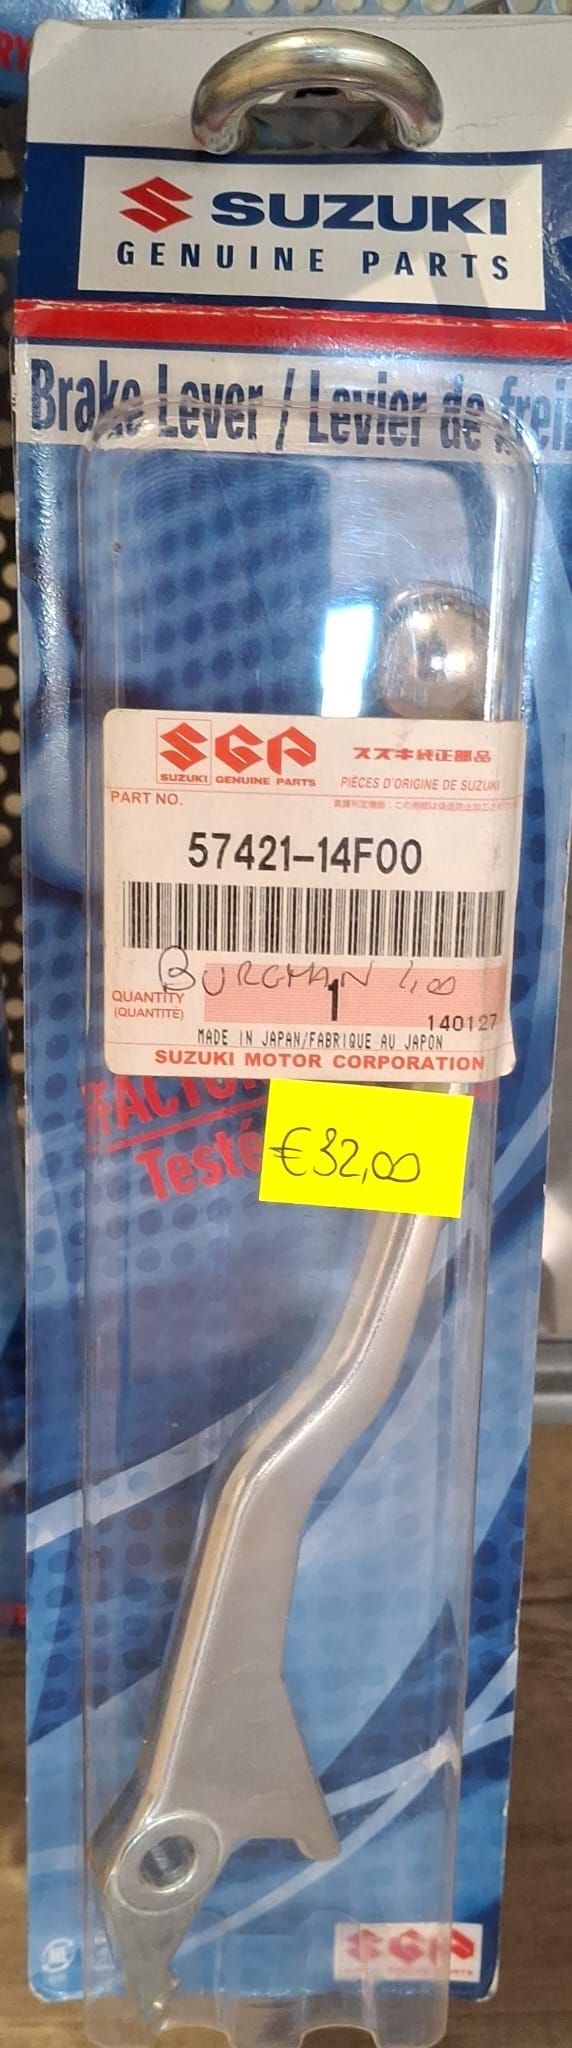 SUZUKI
GENUINE PARTS
Brake Lever / Levier de frein
SGP
SUZUKI GENUINE PARTS
スズキ純正部品
PIÈCES D'ORIGINE DE SUZUKI
PART NO.
57421-14F00
BURGMAN 400
QUANTITY
(QUANTITÉ)
1
140127
MADE IN JAPAN/FABRIQUE AU JAPON
SUZUKI MOTOR CORPORATION
Testé
€32,00
SGP